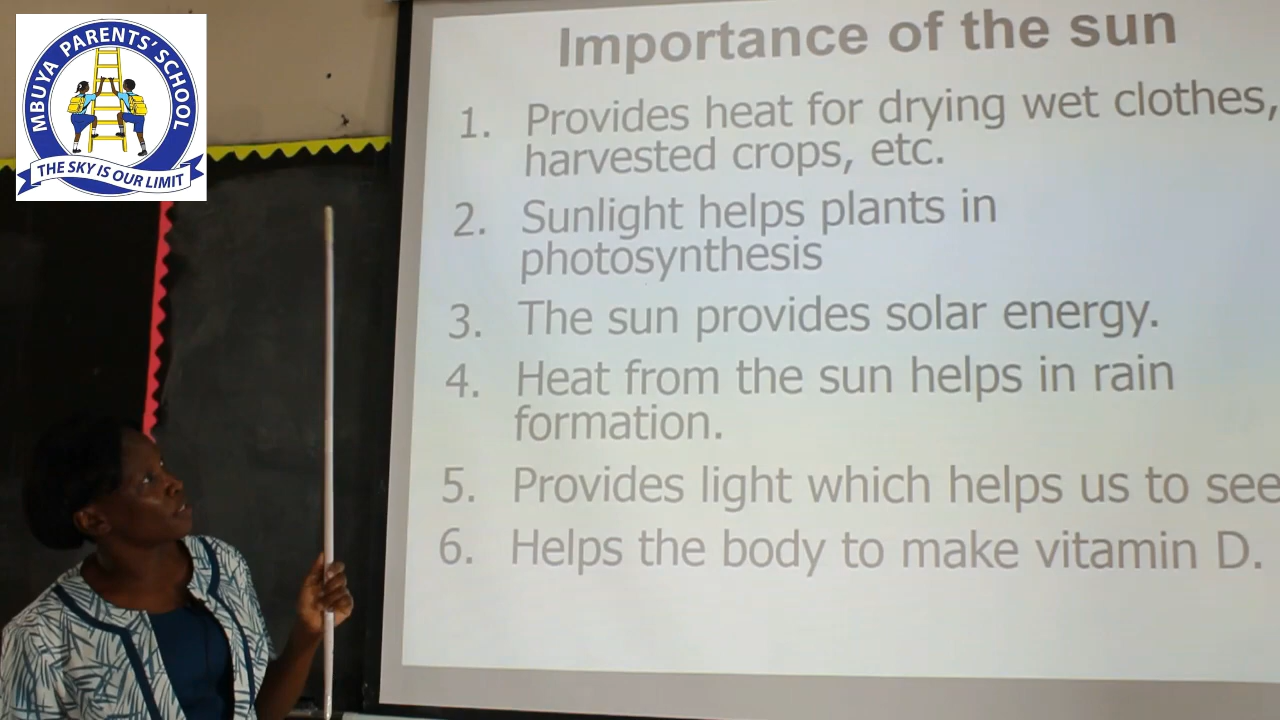 MBUYA PARENTS' SCHOOL
THE SKY IS OUR LIMIT
Importance of the sun
1. Provides heat for drying wet clothes,
harvested crops, etc.
2. Sunlight helps plants in
photosynthesis
3. The sun provides solar energy.
4. Heat from the sun helps in rain
formation.
5. Provides light which helps us to see
6. Helps the body to make vitamin D.